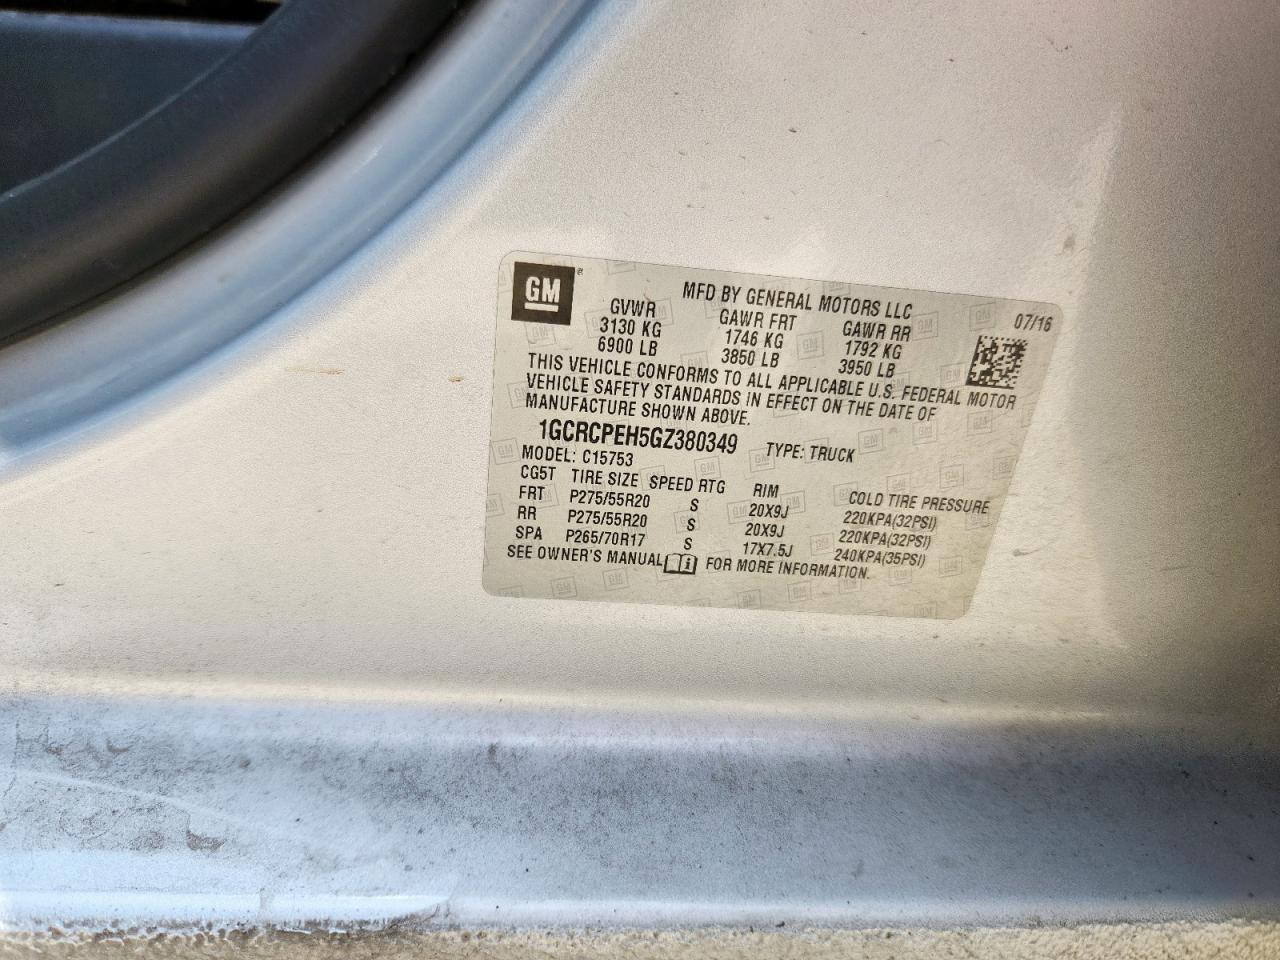 GM
MFD BY GENERAL MOTORS LLC
07/16
GVWR GAWR FRT GAWR RR
3130 KG 1746 KG 1792 KG
6900 LB 3850 LB 3950 LB
THIS VEHICLE CONFORMS TO ALL APPLICABLE U.S. FEDERAL MOTOR
VEHICLE SAFETY STANDARDS IN EFFECT ON THE DATE OF
MANUFACTURE SHOWN ABOVE.
1GCRCPEH5GZ380349 TYPE: TRUCK
MODEL: C15753
CG5T TIRE SIZE SPEED RTG RIM COLD TIRE PRESSURE
FRT P275/55R20 S 20X9J 220KPA(32PSI)
RR P275/55R20 S 20X9J 220KPA(32PSI)
SPA P265/70R17 S 17X7.5J 240KPA(35PSI)
SEE OWNER'S MANUAL FOR MORE INFORMATION.